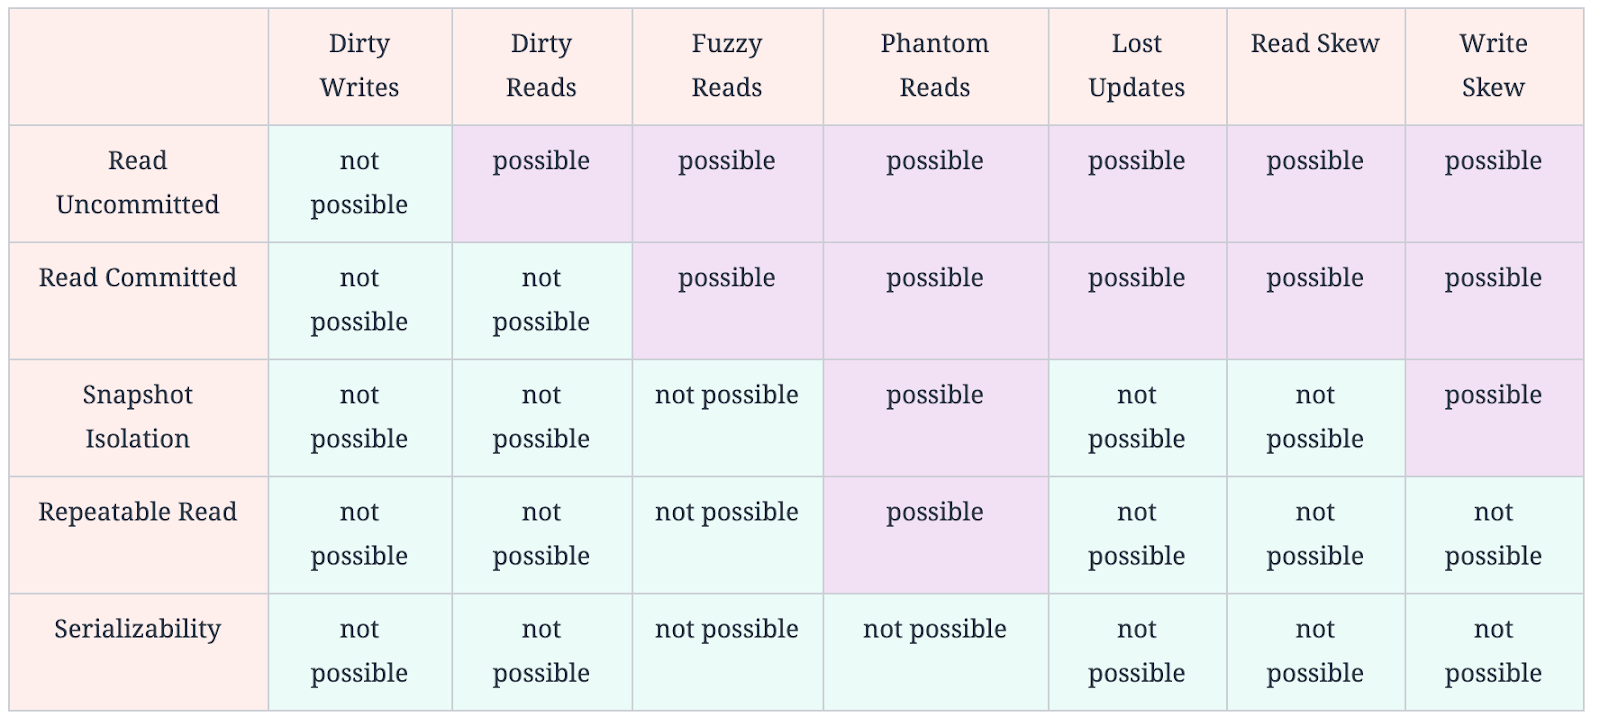 Dirty
Writes
Dirty
Reads
Fuzzy
Reads
Phantom
Reads
Lost
Updates
Read Skew
Write
Skew
Read
Uncommitted
not
possible
possible
possible
possible
possible
possible
possible
Read Committed
not
possible
not
possible
possible
possible
possible
possible
possible
Snapshot
Isolation
not
possible
not
possible
not possible
possible
not
possible
not
possible
possible
Repeatable Read
not
possible
not
possible
not possible
possible
not
possible
not
possible
not
possible
Serializability
not
possible
not
possible
not possible
not possible
not
possible
not
possible
not
possible